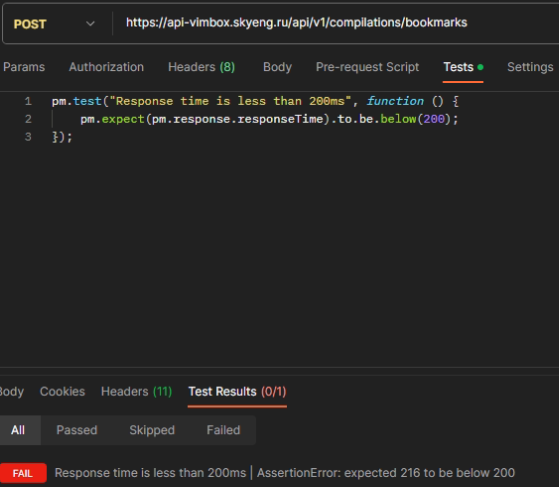 POST https://api-vimbox.skyeng.ru/api/v1/compilations/bookmarks
Params Authorization Headers (8) Body Pre-request Script Tests Settings
1 pm.test("Response time is less than 200ms", function () {
2 pm.expect(pm.response.responseTime).to.be.below(200);
3 });
Body Cookies Headers (11) Test Results (0/1)
All Passed Skipped Failed
FAIL Response time is less than 200ms | AssertionError: expected 216 to be below 200